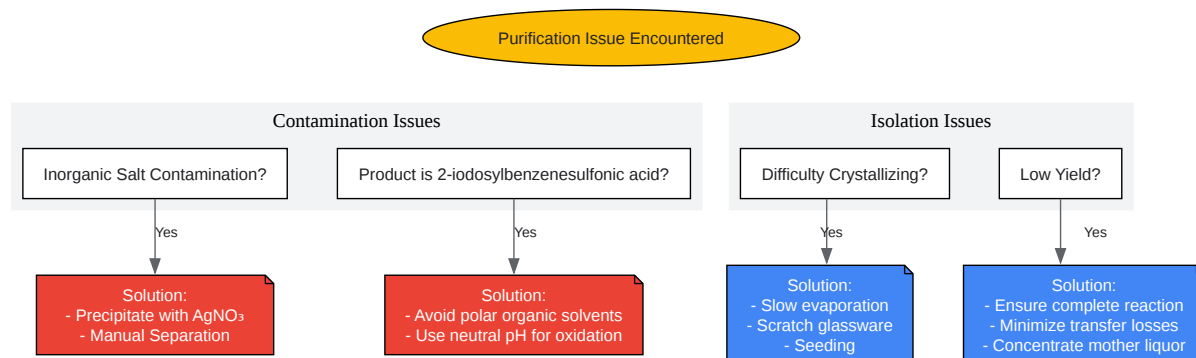 Purification Issue Encountered
Contamination Issues
Inorganic Salt Contamination?
Product is 2-iodosylbenzenesulfonic acid?
Yes
Yes
Solution:
- Precipitate with AgNO₃
- Manual Separation
Solution:
- Avoid polar organic solvents
- Use neutral pH for oxidation
Isolation Issues
Difficulty Crystallizing?
Low Yield?
Yes
Yes
Solution:
- Slow evaporation
- Scratch glassware
- Seeding
Solution:
- Ensure complete reaction
- Minimize transfer losses
- Concentrate mother liquor